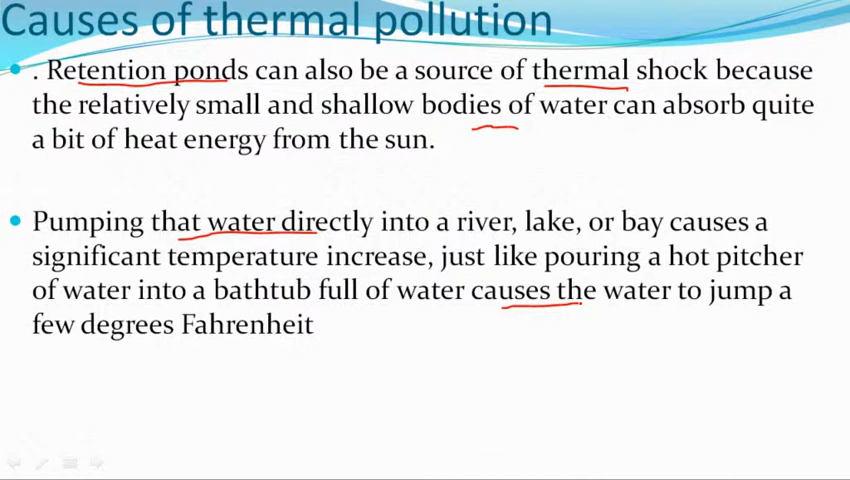 Causes of thermal pollution
. Retention ponds can also be a source of thermal shock because
the relatively small and shallow bodies of water can absorb quite
a bit of heat energy from the sun.
Pumping that water directly into a river, lake, or bay causes a
significant temperature increase, just like pouring a hot pitcher
of water into a bathtub full of water causes the water to jump a
few degrees Fahrenheit